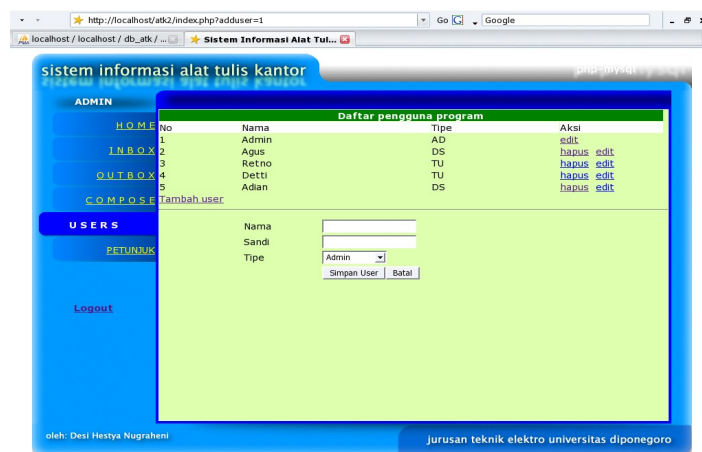 http://localhost/atk2/index.php?adduser=1 Go G Google
localhost / localhost / db_atk / ... Sistem Informasi Alat Tul...
sistem informasi alat tulis kantor php-mysql
ADMIN
HOME
INBOX
OUTBOX
COMPOSE
USERS
PETUNJUK
Logout
Daftar pengguna program
No Nama Tipe Aksi
1 Admin AD edit
2 Agus DS hapus edit
3 Retno TU hapus edit
4 Detti TU hapus edit
5 Adian DS hapus edit
Tambah user
Nama
Sandi
Tipe Admin
Simpan User Batal
oleh: Desi Hestya Nugraheni jurusan teknik elektro universitas diponegoro